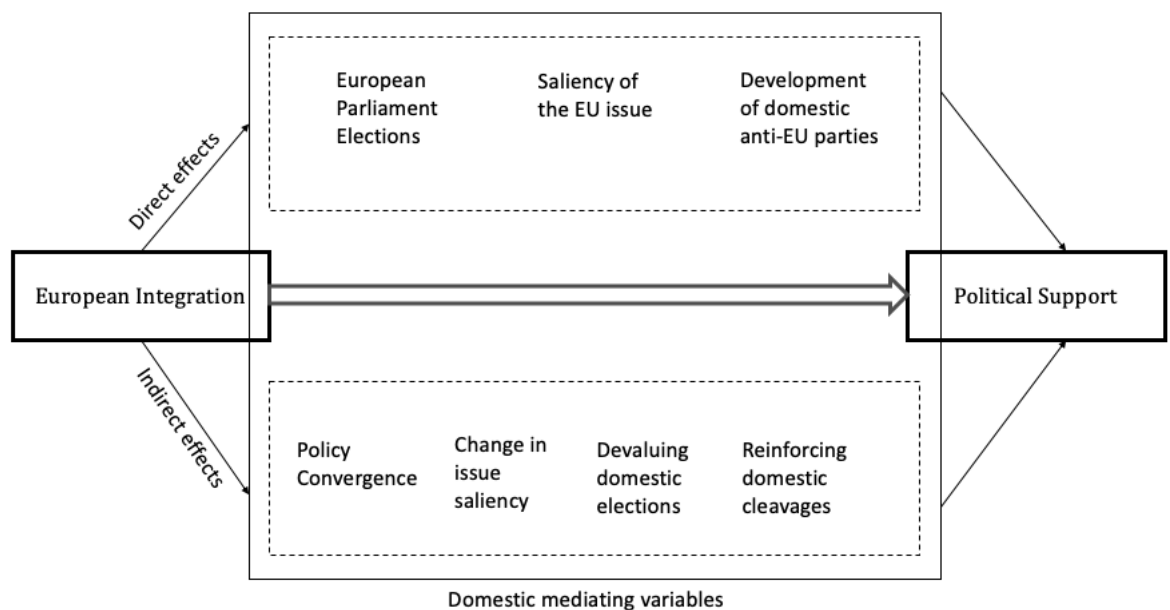 European
Parliament
Elections
Saliency of
the EU issue
Development
of domestic
anti-EU parties
Direct effects
European Integration
Political Support
Indirect effects
Policy
Convergence
Change in
issue
saliency
Devaluing
domestic
elections
Reinforcing
domestic
cleavages
Domestic mediating variables